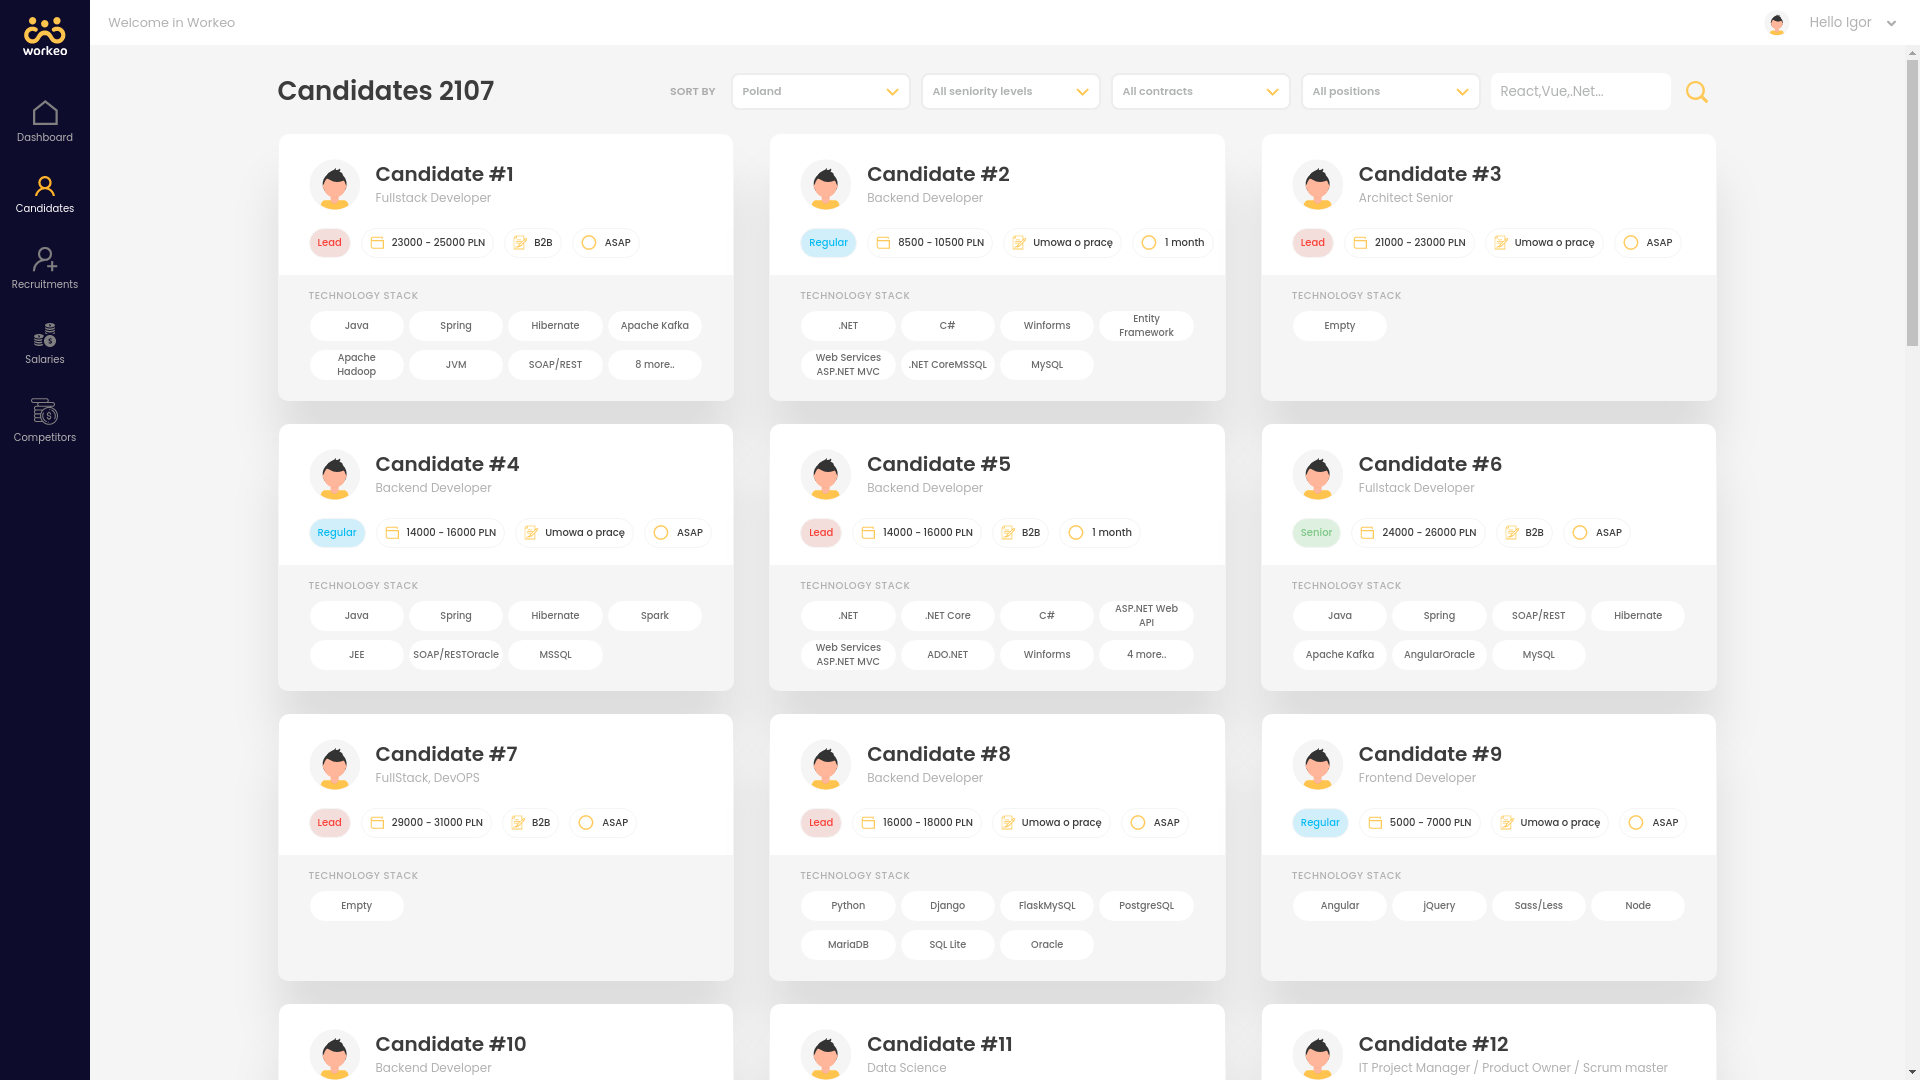 workeo
Welcome in Workeo
Hello Igor
Dashboard
Candidates
Recruitments
Salaries
Competitors
Candidates 2107
SORT BY
Poland
All seniority levels
All contracts
All positions
React,Vue,.Net...
Candidate #1
Fullstack Developer
Lead 23000 - 25000 PLN B2B ASAP
TECHNOLOGY STACK
Java Spring Hibernate Apache Kafka
Apache
Hadoop
JVM SOAP/REST 8 more..
Candidate #2
Backend Developer
Regular 8500 - 10500 PLN Umowa o pracę 1 month
TECHNOLOGY STACK
.NET C# Winforms
Entity
Framework
Web Services
ASP.NET MVC
.NET CoreMSSQL MySQL
Candidate #3
Architect Senior
Lead 21000 - 23000 PLN Umowa o pracę ASAP
TECHNOLOGY STACK
Empty
Candidate #4
Backend Developer
Regular 14000 - 16000 PLN Umowa o pracę ASAP
TECHNOLOGY STACK
Java Spring Hibernate Spark
JEE SOAP/RESTOracle MSSQL
Candidate #5
Backend Developer
Lead 14000 - 16000 PLN B2B 1 month
TECHNOLOGY STACK
.NET .NET Core C#
ASP.NET Web
API
Web Services
ASP.NET MVC
ADO.NET Winforms 4 more..
Candidate #6
Fullstack Developer
Senior 24000 - 26000 PLN B2B ASAP
TECHNOLOGY STACK
Java Spring SOAP/REST Hibernate
Apache Kafka AngularOracle MySQL
Candidate #7
FullStack, DevOPS
Lead 29000 - 31000 PLN B2B ASAP
TECHNOLOGY STACK
Empty
Candidate #8
Backend Developer
Lead 16000 - 18000 PLN Umowa o pracę ASAP
TECHNOLOGY STACK
Python Django FlaskMySQL PostgreSQL
MariaDB SQL Lite Oracle
Candidate #9
Frontend Developer
Regular 5000 - 7000 PLN Umowa o pracę ASAP
TECHNOLOGY STACK
Angular jQuery Sass/Less Node
Candidate #10
Backend Developer
Candidate #11
Data Science
Candidate #12
IT Project Manager / Product Owner / Scrum master